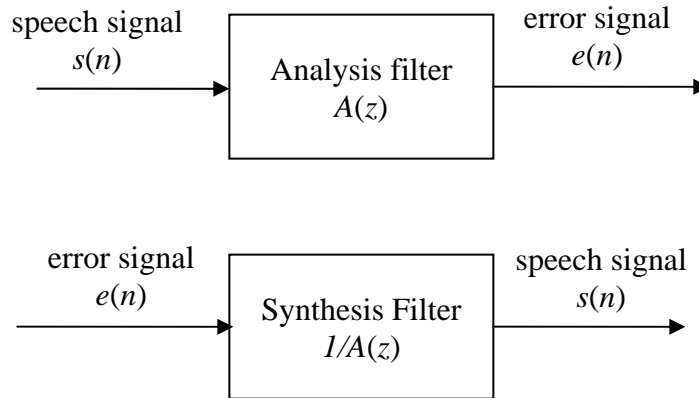 speech signal
s(n)
Analysis filter
A(z)
error signal
e(n)
error signal
e(n)
Synthesis Filter
1/A(z)
speech signal
s(n)